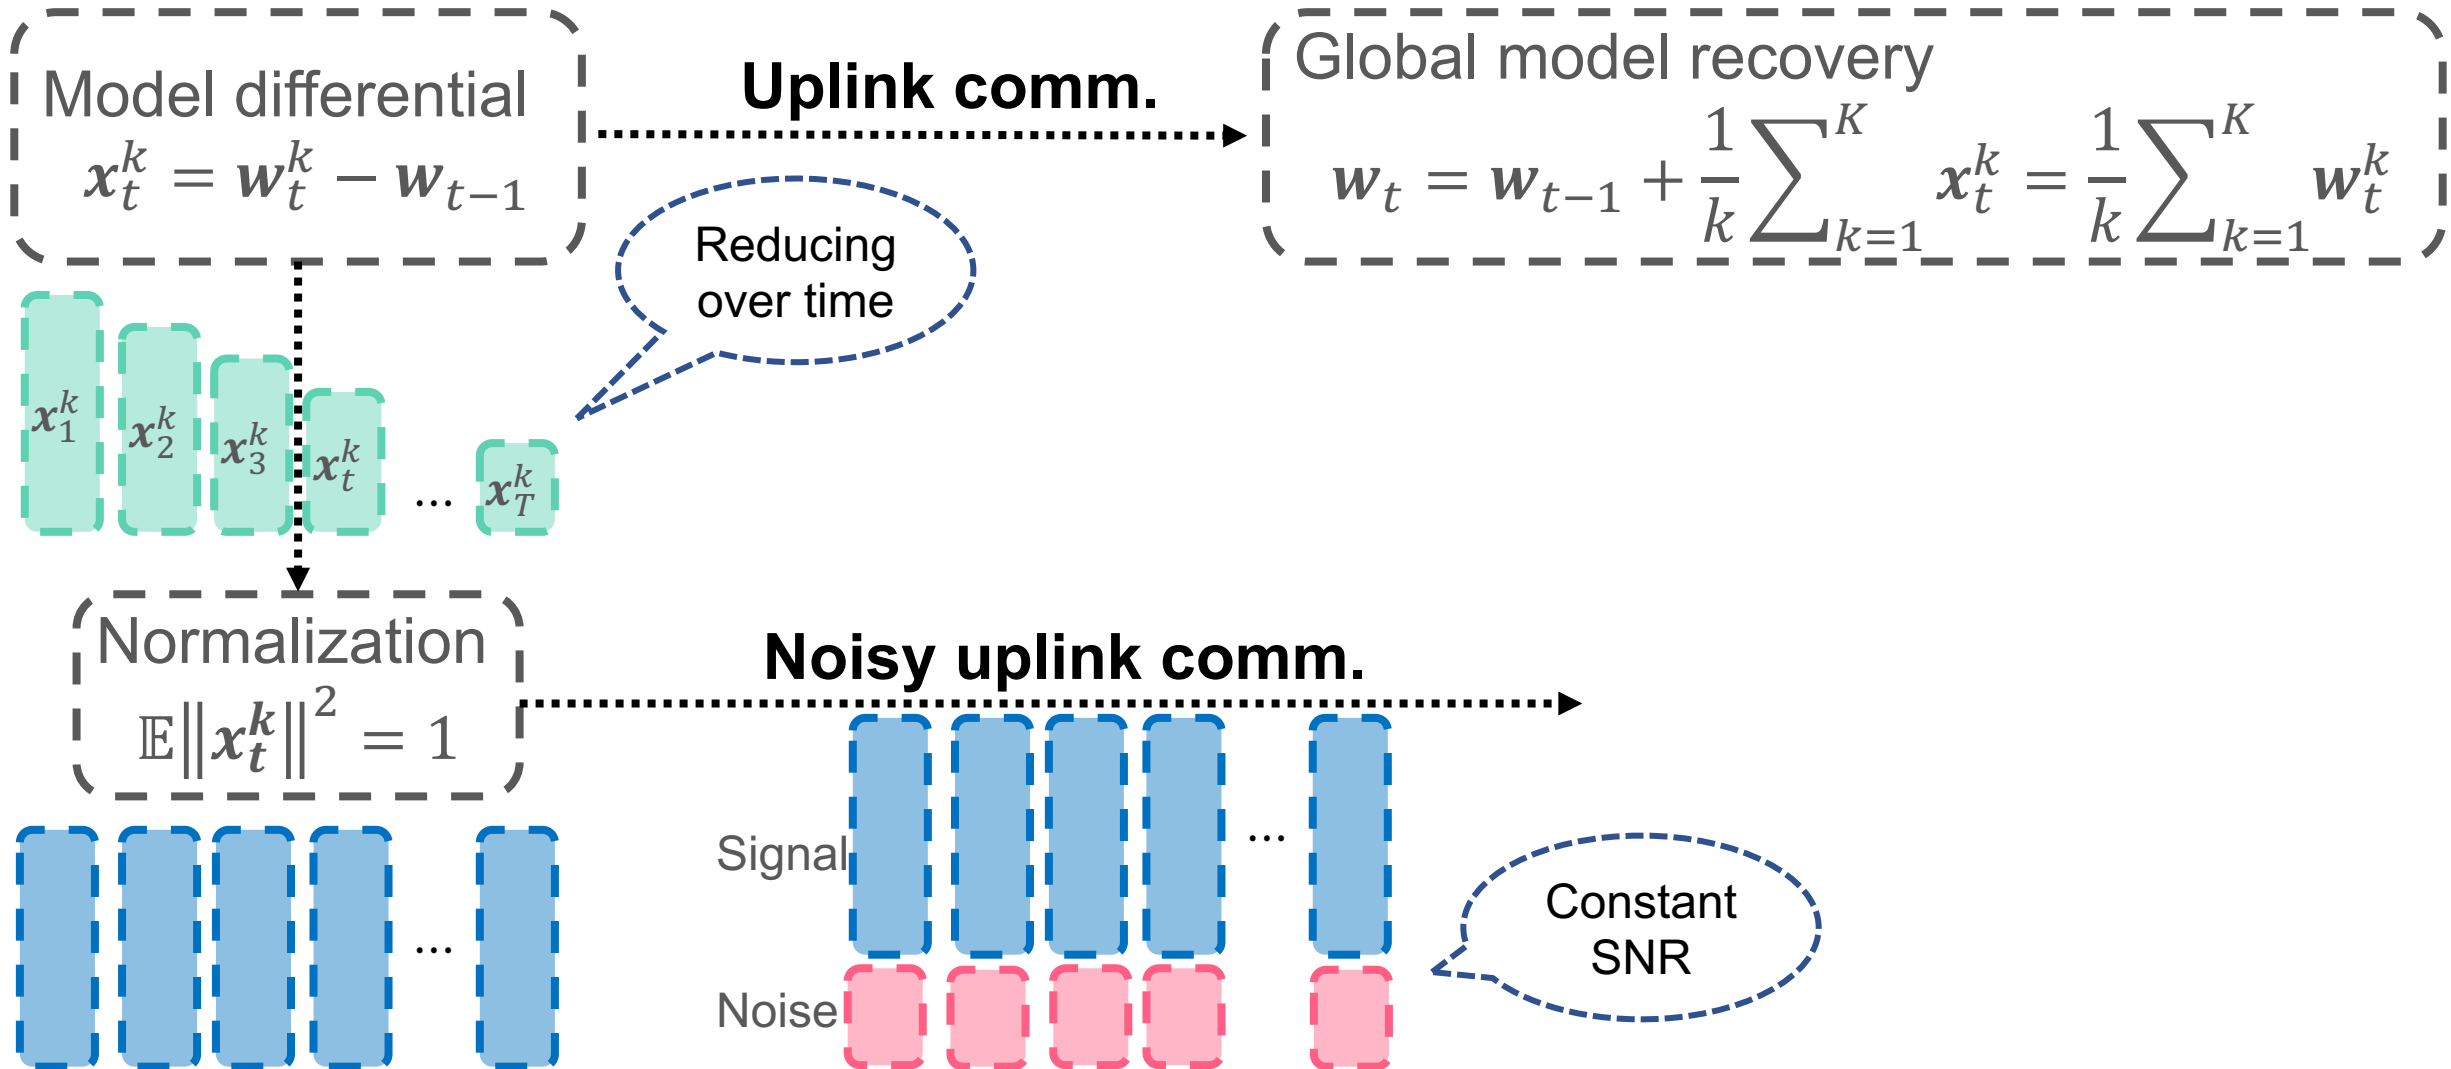 Model differential
𝒙_t^k = 𝒘_t^k − 𝒘_{t−1}
Uplink comm.
Global model recovery
𝒘_t = 𝒘_{t−1} + \frac{1}{k} ∑_{k=1}^{K} 𝒙_t^k = \frac{1}{k} ∑_{k=1}^{K} 𝒘_t^k
Reducing
over time
𝒙_1^k 𝒙_2^k 𝒙_3^k 𝒙_t^k ... 𝒙_T^k
Normalization
𝔼‖𝒙_t^k‖^2 = 1
Noisy uplink comm.
...
Signal
...
Noise
Constant
SNR